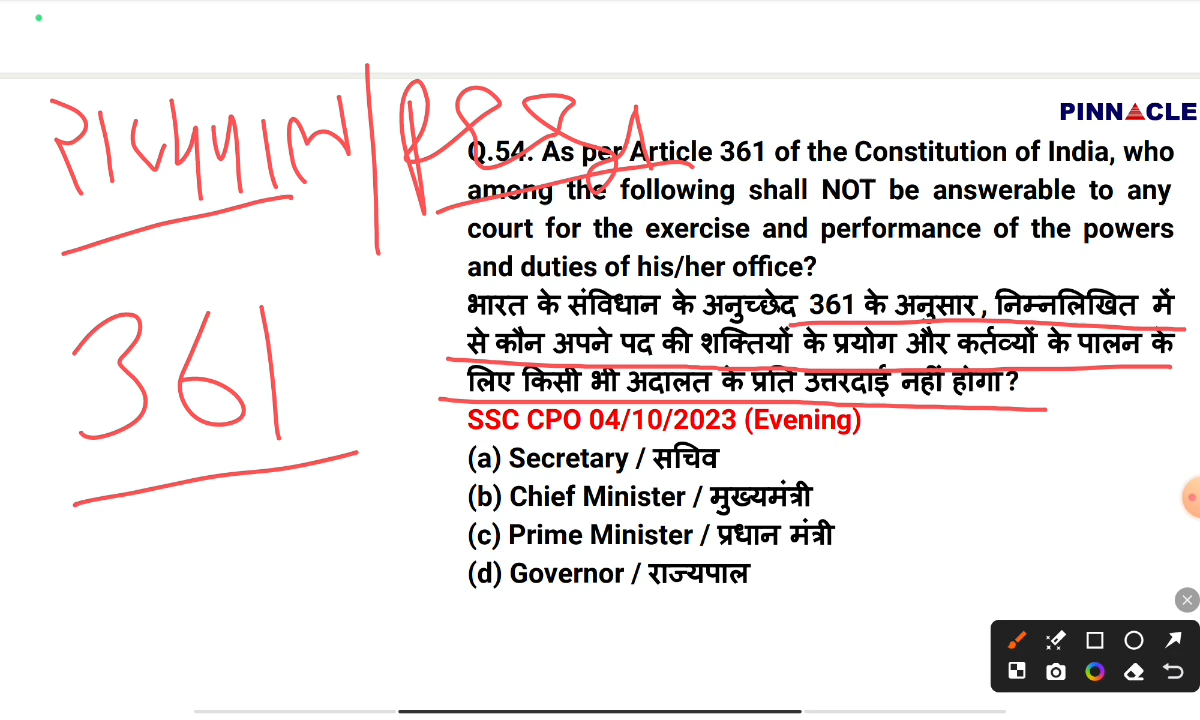 PINNACLE
Q.54. As per Article 361 of the Constitution of India, who
among the following shall NOT be answerable to any
court for the exercise and performance of the powers
and duties of his/her office?
भारत के संविधान के अनुच्छेद 361 के अनुसार, निम्नलिखित में
से कौन अपने पद की शक्तियों के प्रयोग और कर्तव्यों के पालन के
लिए किसी भी अदालत के प्रति उत्तरदाई नहीं होगा?
361
SSC CPO 04/10/2023 (Evening)
(a) Secretary / सचिव
(b) Chief Minister / मुख्यमंत्री
(c) Prime Minister / प्रधान मंत्री
(d) Governor / राज्यपाल